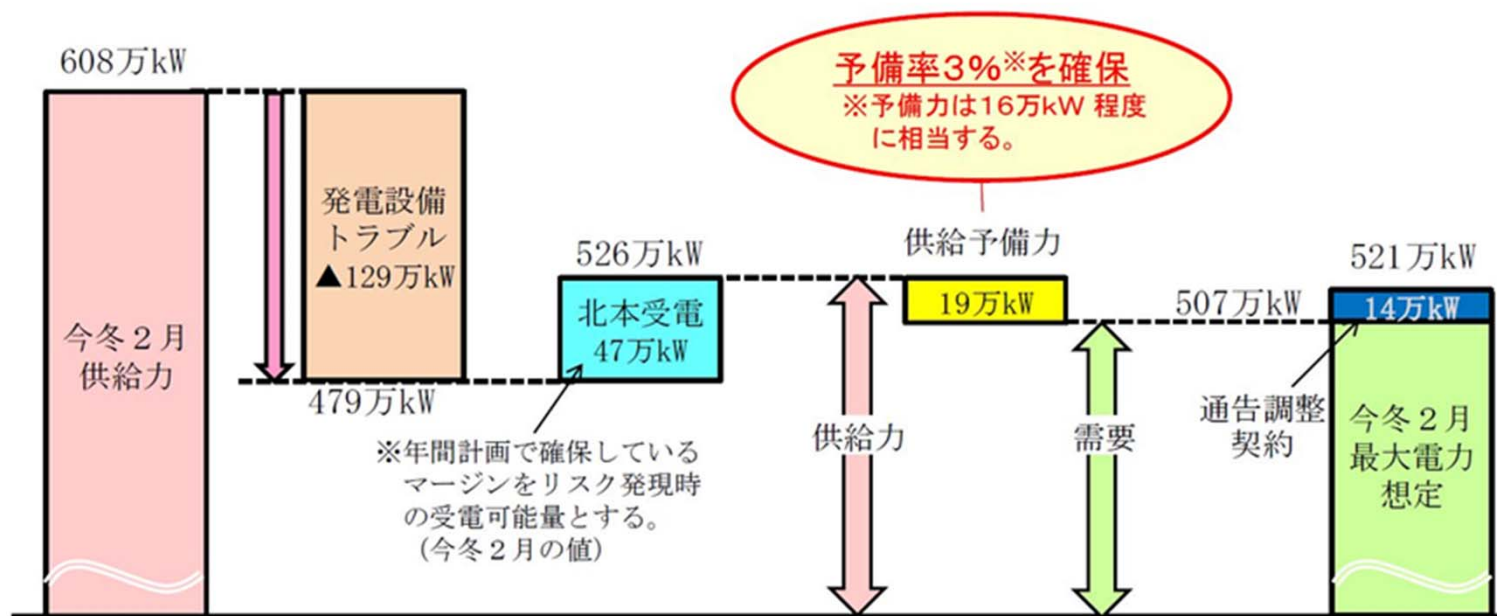 608万kW
今冬２月
供給力
発電設備
トラブル
▲129万kW
479万kW
526万kW
北本受電
47万kW
※年間計画で確保している
マージンをリスク発現時
の受電可能量とする。
（今冬２月の値）
予備率３％※を確保
※予備力は16万kW 程度
に相当する。
供給予備力
19万kW
供給力
需要
507万kW
521万kW
14万kW
通告調整
契約
今冬２月
最大電力
想定